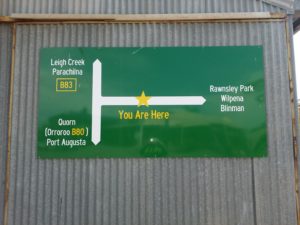 Leigh Creek
Parachilna
B83
Rawnsley Park
Wilpena
Blinman
You Are Here
Quorn
(Orroroo B80)
Port Augusta